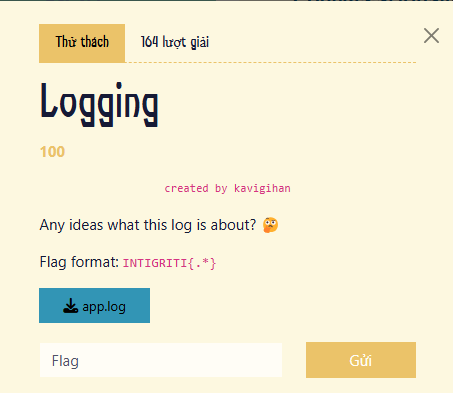 Thử thách
164 lượt giải
Logging
100
created by kavigihan
Any ideas what this log is about? 🤔
Flag format: INTIGRITI{.*}
app.log
Flag
Gửi